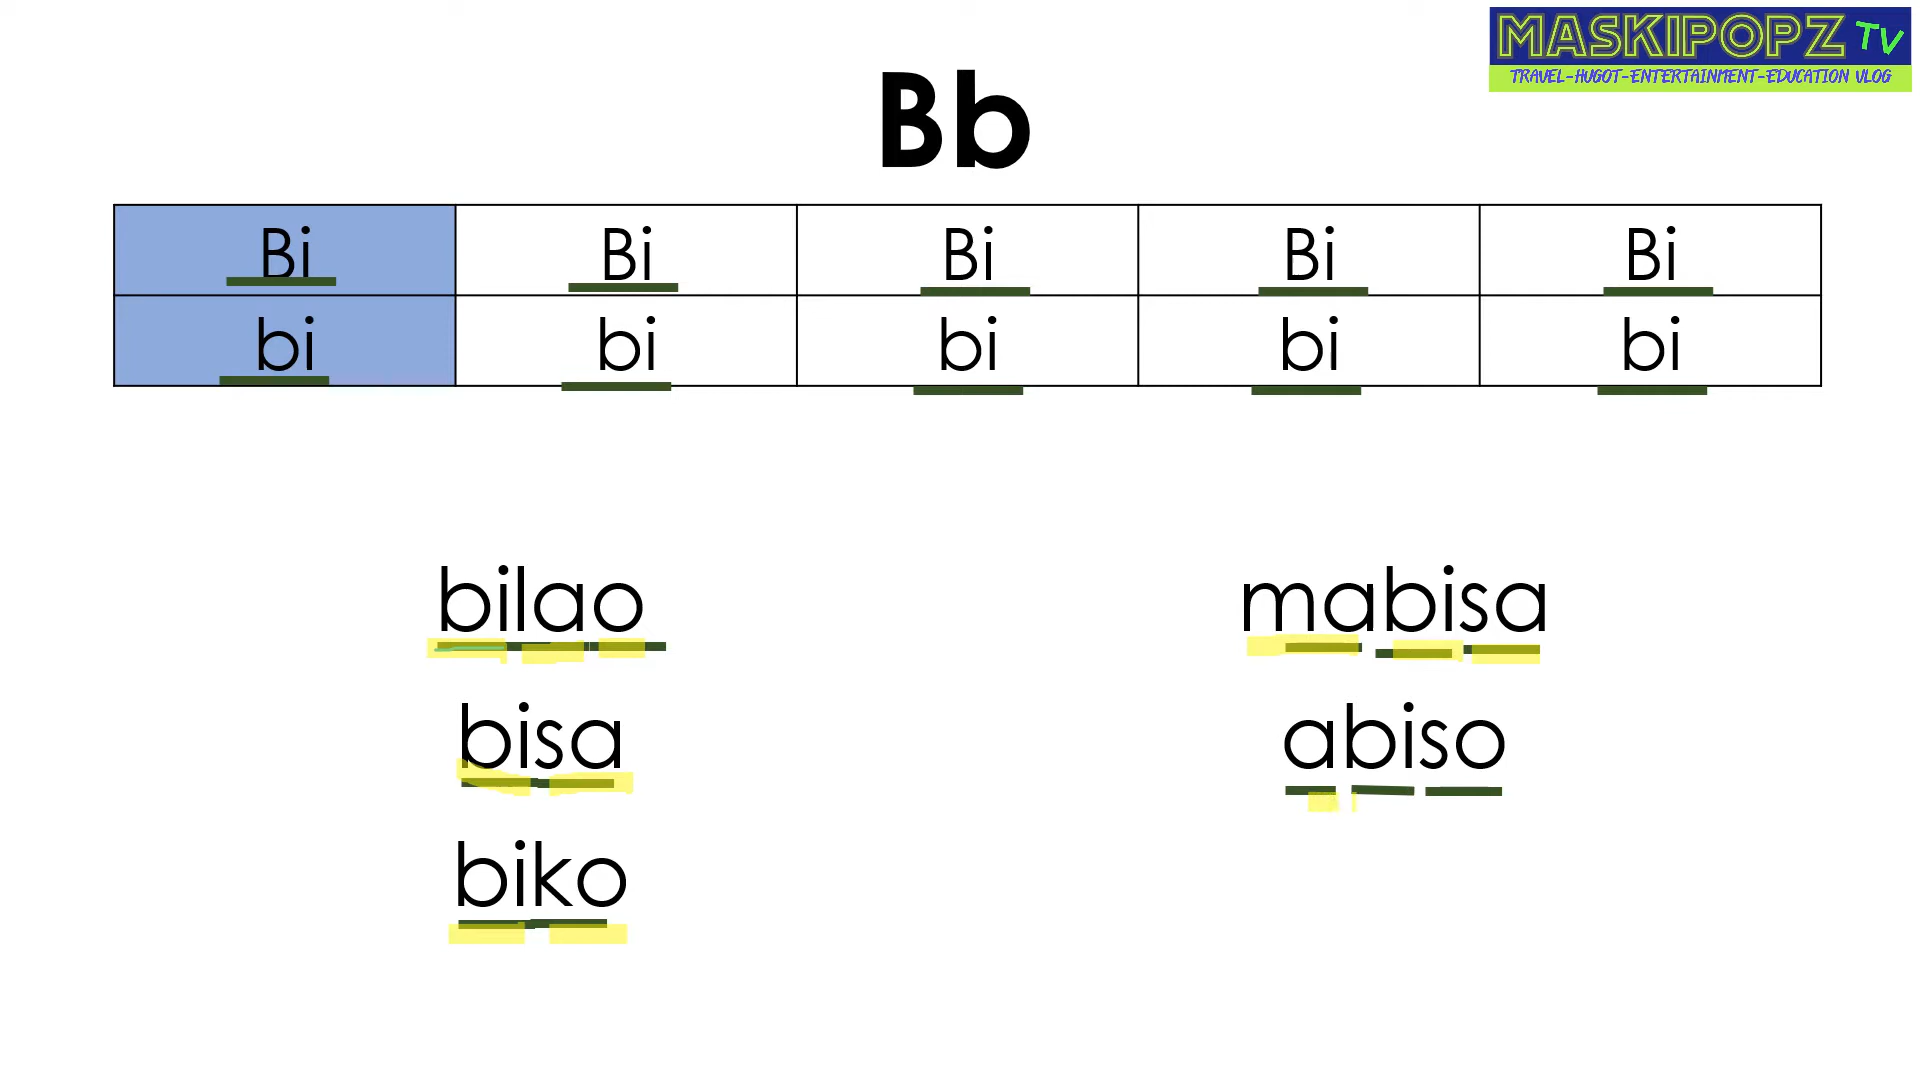 MASKIPOPZ TV
TRAVEL-HUGOT-ENTERTAINMENT-EDUCATION VLOG
Bb
Bi Bi Bi Bi Bi
bi bi bi bi bi
bilao mabisa
bisa abiso
biko